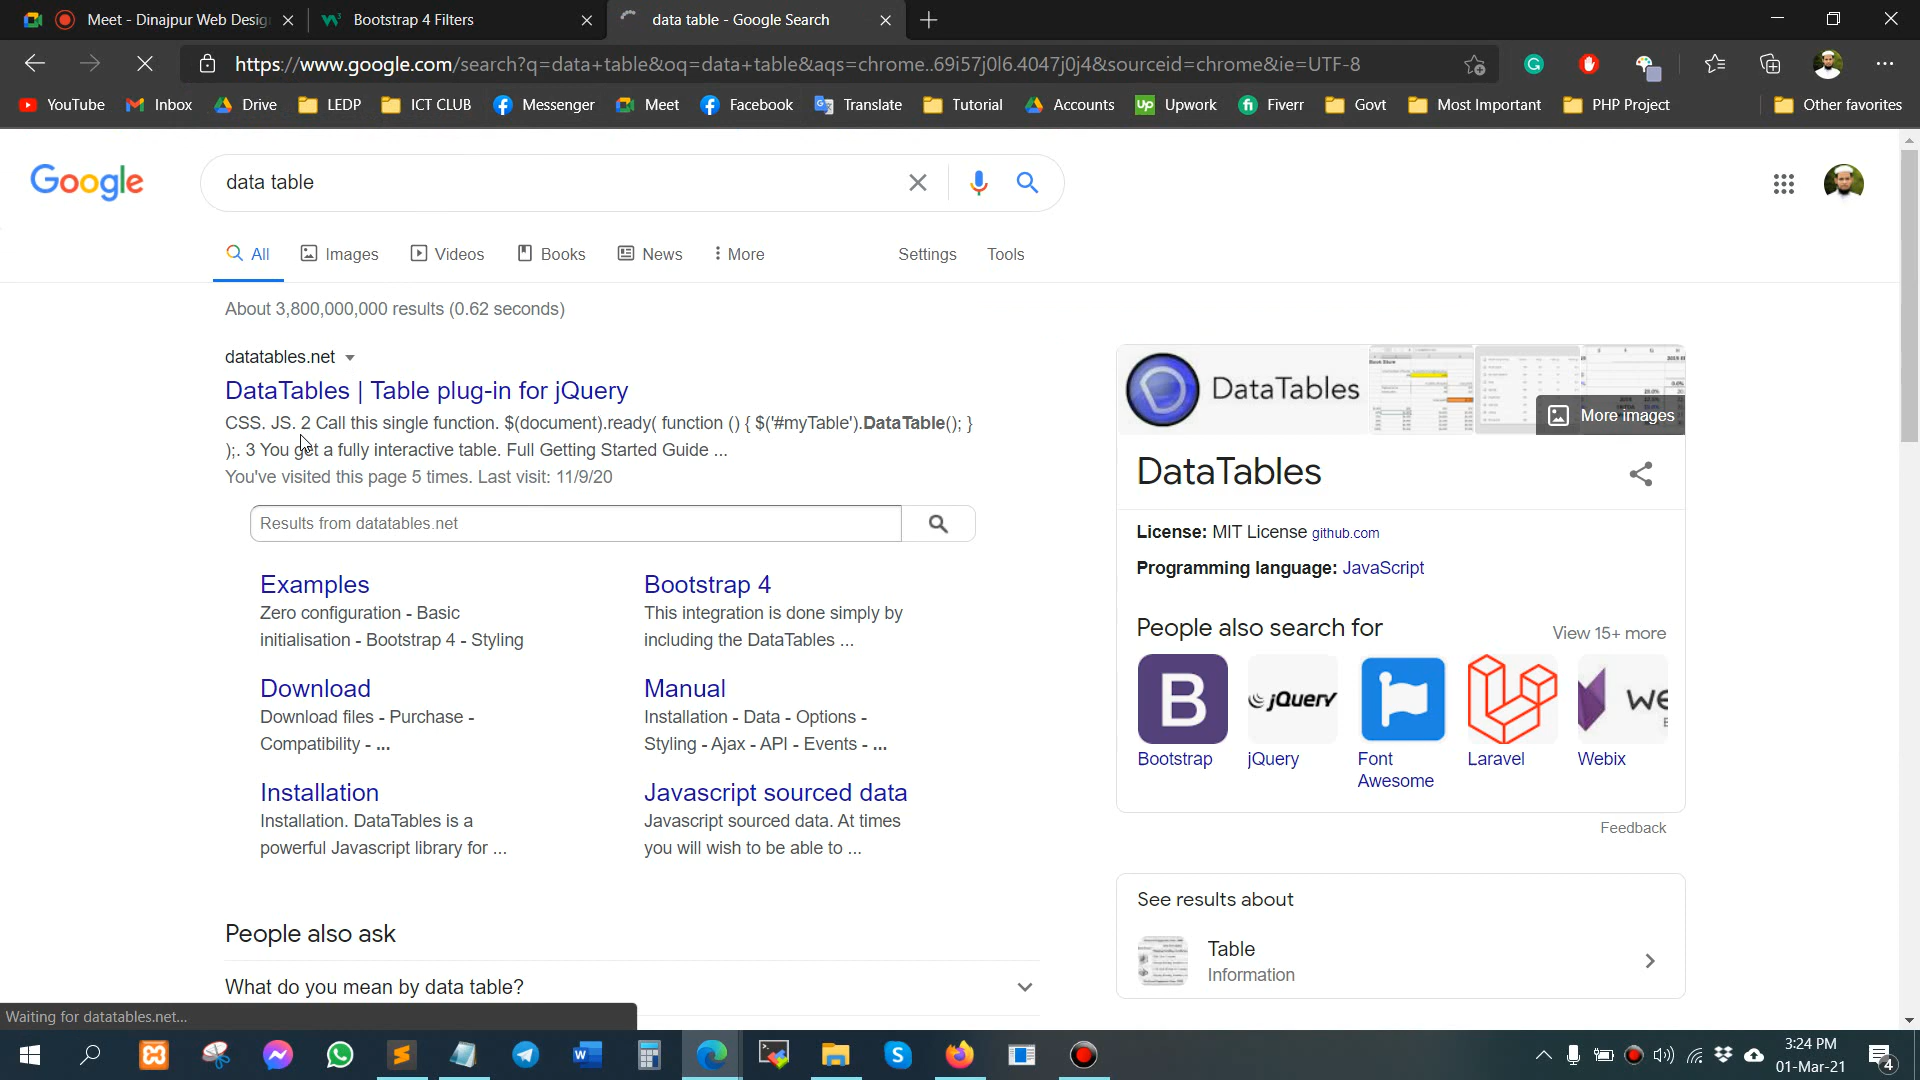 Meet - Dinajpur Web Desig
Bootstrap 4 Filters
data table - Google Search
https://www.google.com/search?q=data+table&oq=data+table&aqs=chrome..69i57j0l6.4047j0j4&sourceid=chrome&ie=UTF-8
YouTube
Inbox
Drive
LEDP
ICT CLUB
Messenger
Meet
Facebook
Translate
Tutorial
Accounts
Upwork
Fiverr
Govt
Most Important
PHP Project
Other favorites
Google
data table
All
Images
Videos
Books
News
More
Settings
Tools
About 3,800,000,000 results (0.62 seconds)
datatables.net
DataTables | Table plug-in for jQuery
CSS. JS. 2 Call this single function. $(document).ready( function () { $('#myTable').DataTable(); }
);. 3 You get a fully interactive table. Full Getting Started Guide ...
You've visited this page 5 times. Last visit: 11/9/20
Results from datatables.net
Examples
Zero configuration - Basic
initialisation - Bootstrap 4 - Styling
Bootstrap 4
This integration is done simply by
including the DataTables ...
Download
Download files - Purchase -
Compatibility - ...
Manual
Installation - Data - Options -
Styling - Ajax - API - Events - ...
Installation
Installation. DataTables is a
powerful Javascript library for ...
Javascript sourced data
Javascript sourced data. At times
you will wish to be able to ...
People also ask
What do you mean by data table?
DataTables
More images
DataTables
License: MIT License github.com
Programming language: JavaScript
People also search for
View 15+ more
B
jQuery
we
Bootstrap
jQuery
Font
Awesome
Laravel
Webix
Feedback
See results about
Table
Information
Waiting for datatables.net...
3:24 PM
01-Mar-21
4